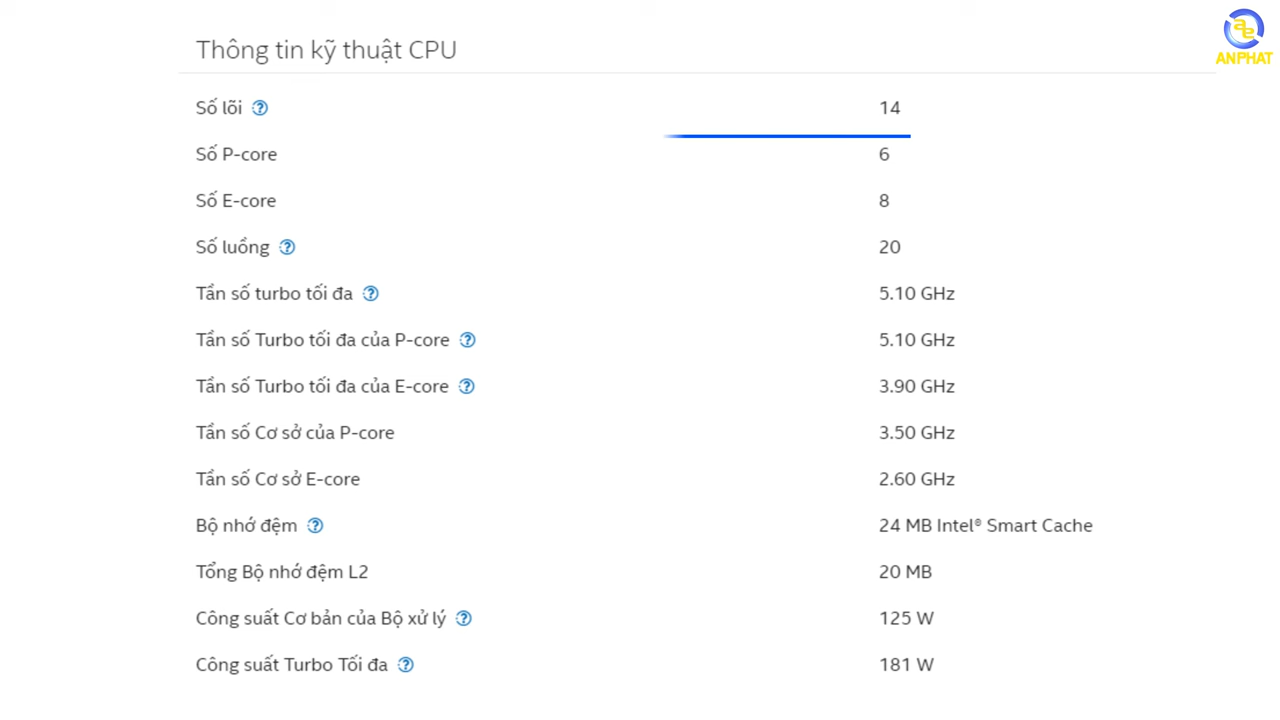 ae
ANPHAT
Thông tin kỹ thuật CPU
Số lõi ? 14
Số P-core 6
Số E-core 8
Số luồng ? 20
Tần số turbo tối đa ? 5.10 GHz
Tần số Turbo tối đa của P-core ? 5.10 GHz
Tần số Turbo tối đa của E-core ? 3.90 GHz
Tần số Cơ sở của P-core 3.50 GHz
Tần số Cơ sở E-core 2.60 GHz
Bộ nhớ đệm ? 24 MB Intel® Smart Cache
Tổng Bộ nhớ đệm L2 20 MB
Công suất Cơ bản của Bộ xử lý ? 125 W
Công suất Turbo Tối đa ? 181 W